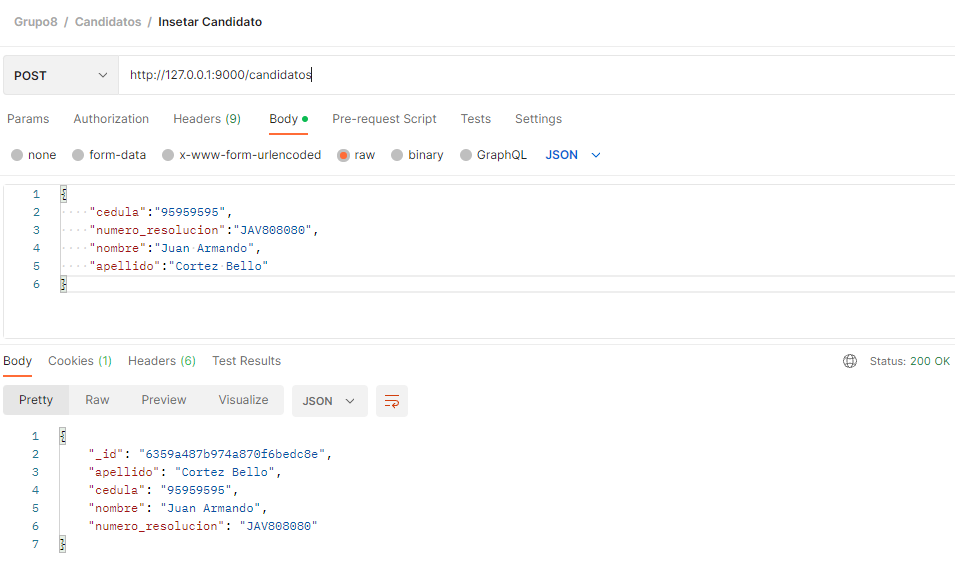 Grupo8 / Candidatos / Insetar Candidato
POST http://127.0.0.1:9000/candidatos
Params Authorization Headers (9) Body Pre-request Script Tests Settings
none form-data x-www-form-urlencoded raw binary GraphQL JSON
1 {
2 "cedula":"95959595",
3 "numero_resolucion":"JAV808080",
4 "nombre":"Juan Armando",
5 "apellido":"Cortez Bello"
6 }
Body Cookies (1) Headers (6) Test Results Status: 200 OK
Pretty Raw Preview Visualize JSON
1 {
2 "_id": "6359a487b974a870f6bedc8e",
3 "apellido": "Cortez Bello",
4 "cedula": "95959595",
5 "nombre": "Juan Armando",
6 "numero_resolucion": "JAV808080"
7 }